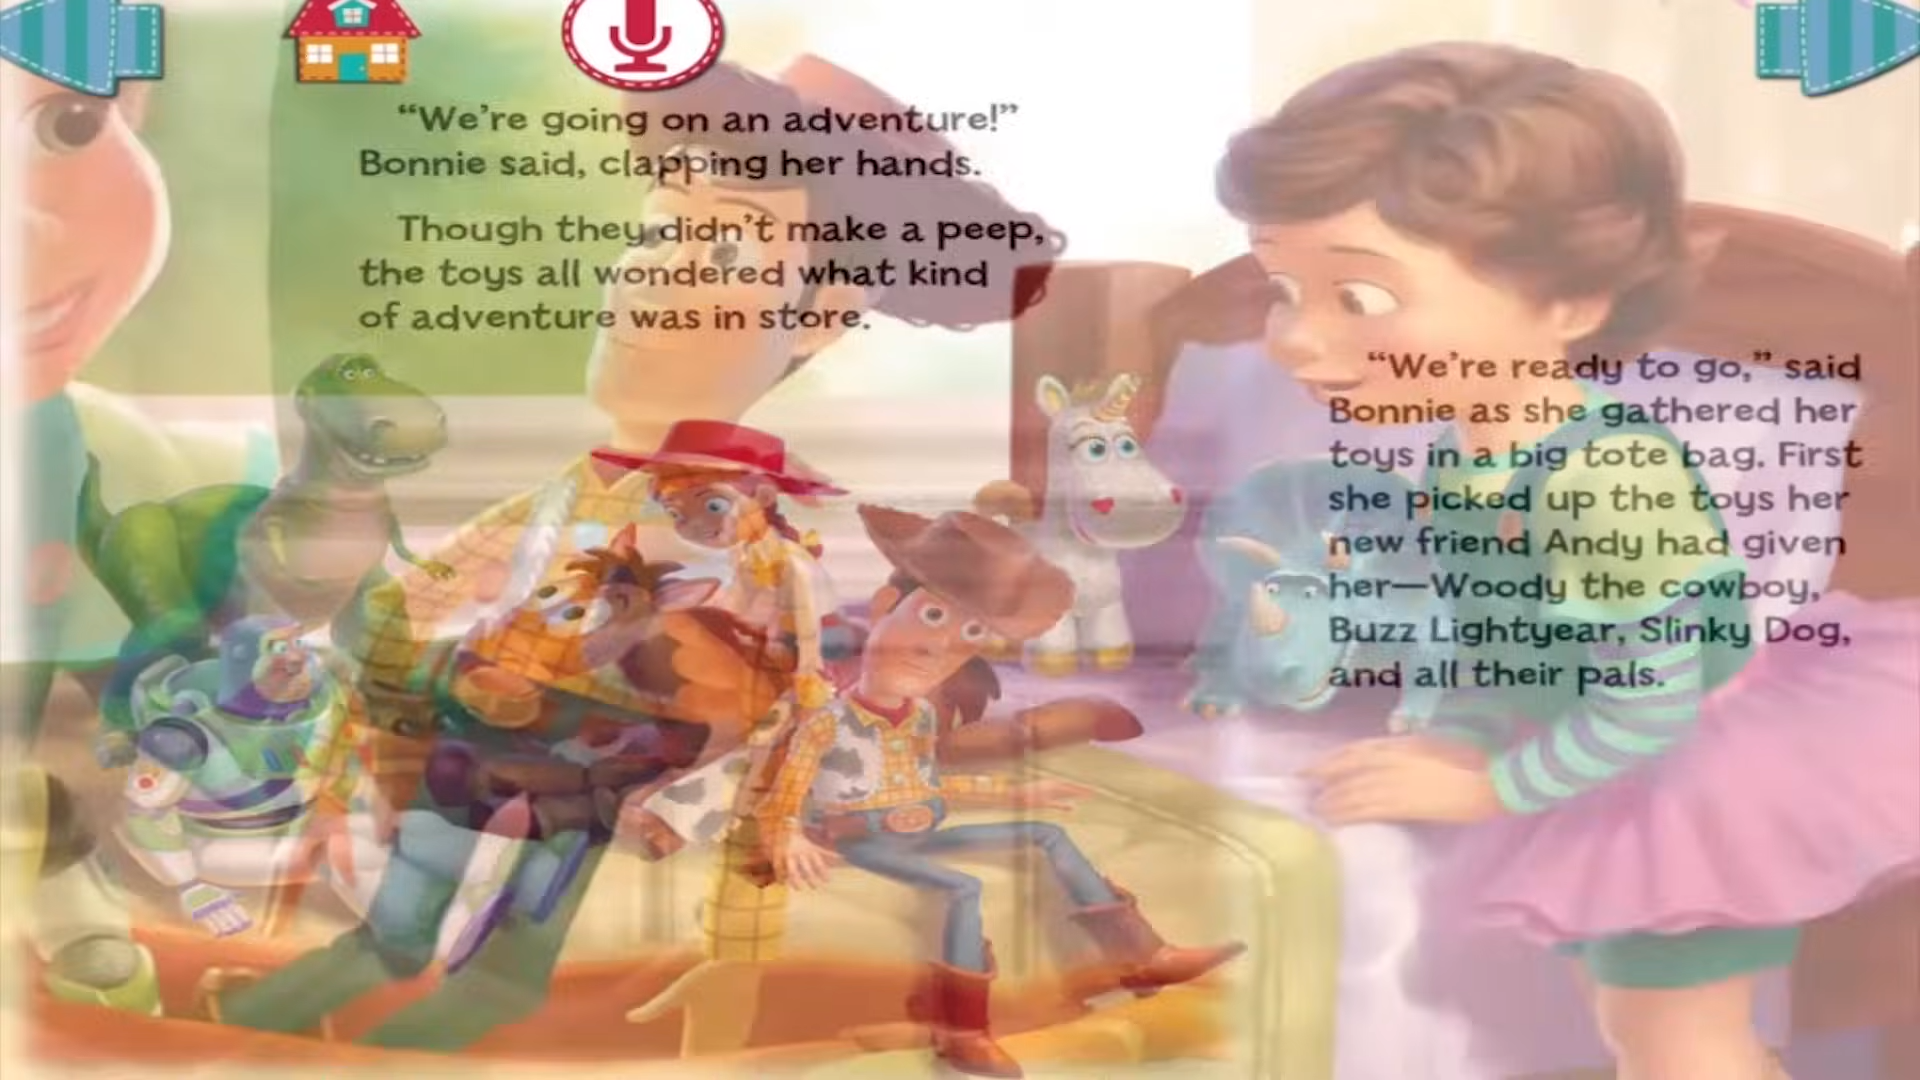 “We’re going on an adventure!”
Bonnie said, clapping her hands.
Though they didn’t make a peep,
the toys all wondered what kind
of adventure was in store.
“We’re ready to go,” said
Bonnie as she gathered her
toys in a big tote bag. First
she picked up the toys her
new friend Andy had given
her—Woody the cowboy,
Buzz Lightyear, Slinky Dog,
and all their pals.